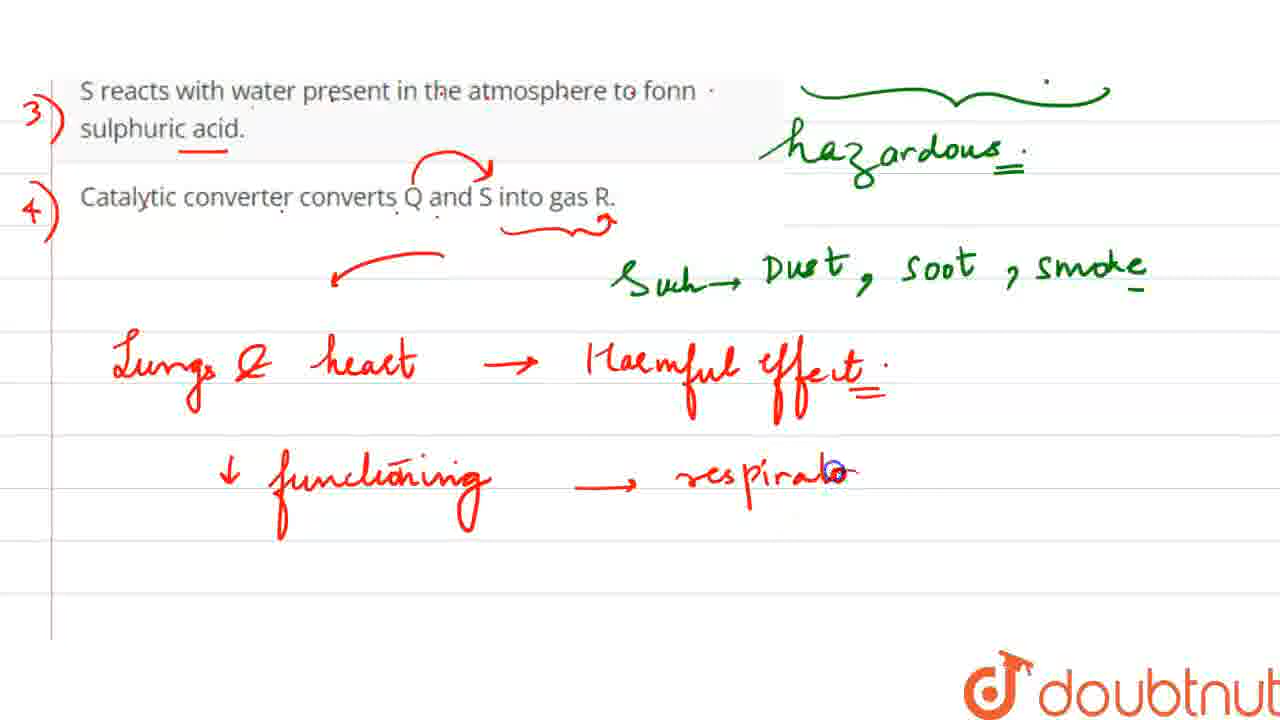 3) S reacts with water present in the atmosphere to fonn
sulphuric acid.
hazardous.
4) Catalytic converter converts Q and S into gas R.
Such → Dust, soot, smoke
Lungs & heart → Harmful effect.
↓ functioning → respirato
doubtnut